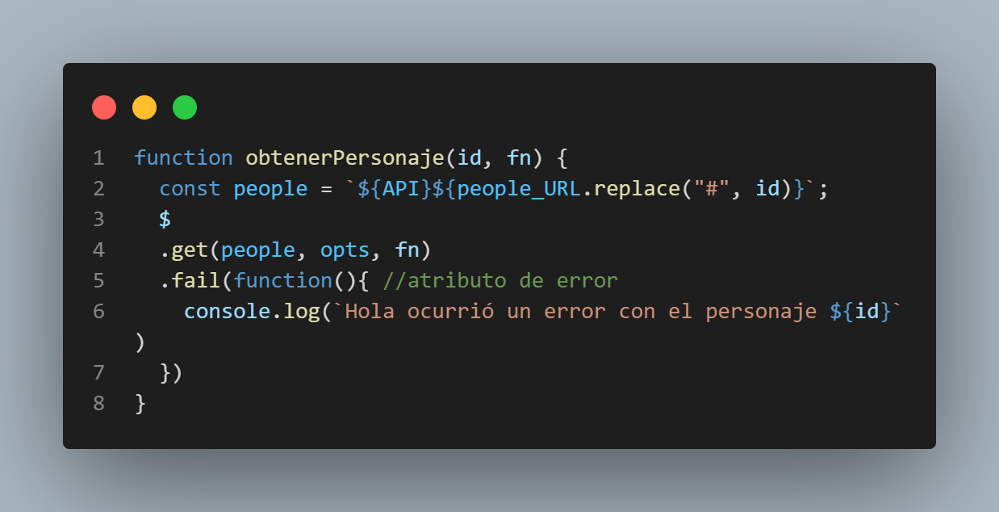 1 function obtenerPersonaje(id, fn) {
2   const people = `${API}${people_URL.replace("#", id)}`;
3   $
4   .get(people, opts, fn)
5   .fail(function(){ //atributo de error
6     console.log(`Hola ocurrió un error con el personaje ${id}`
)
7   })
8 }